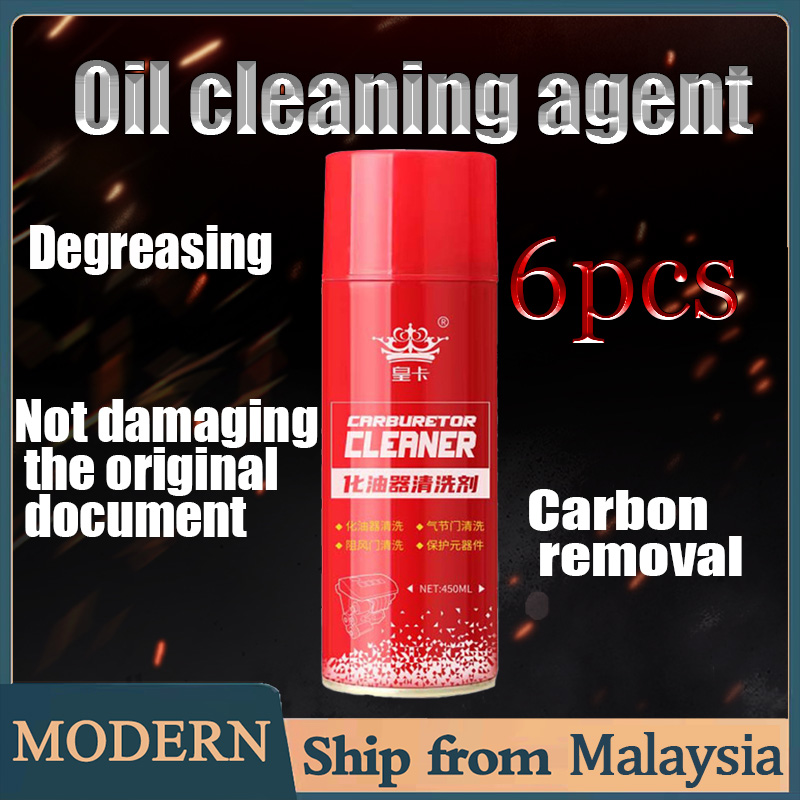 Oil cleaning agent
Degreasing
6pcs
®
皇卡
CARBURETOR
CLEANER
化油器清洗剂
◆化油器清洗 ◆气节门清洗
◆阻风门清洗 ◆保护元器件
◀ NET:450ML ▶
Not damaging
the original
document
Carbon
removal
MODERN
Ship from Malaysia